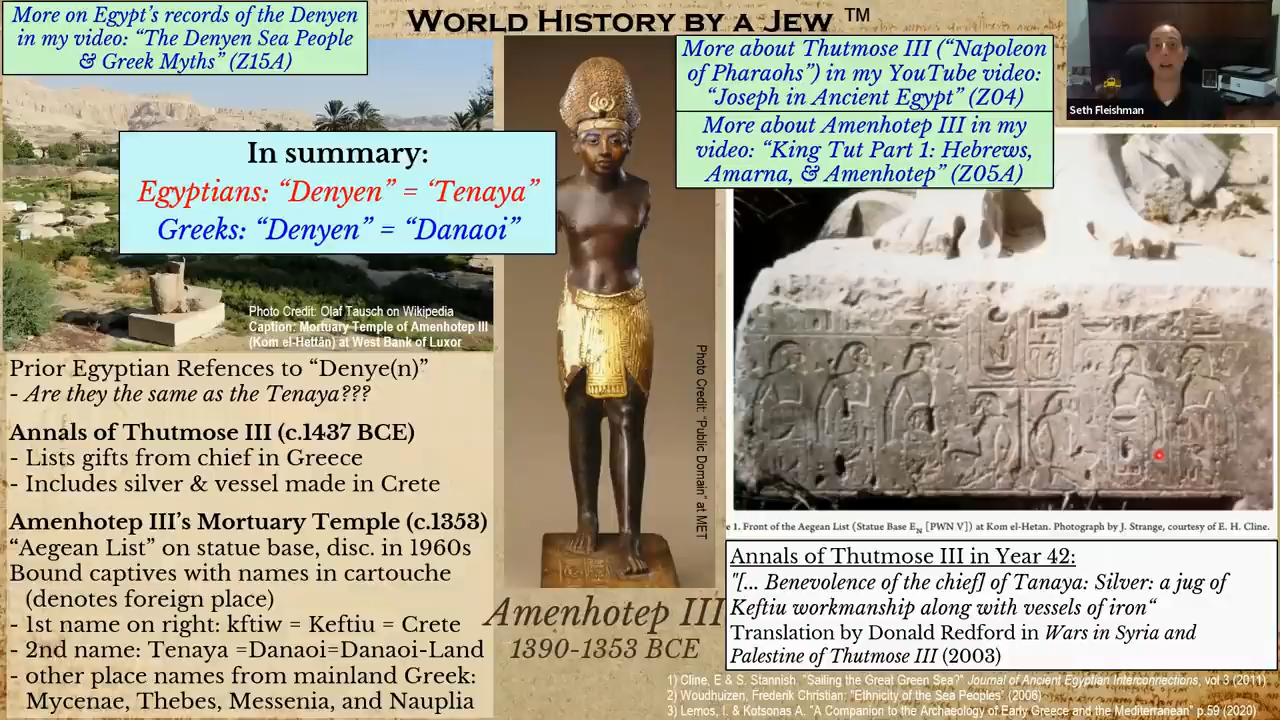 World History by a Jew ™
More on Egypt's records of the Denyen
in my video: “The Denyen Sea People
& Greek Myths” (Z15A)
In summary:
Egyptians: “Denyen” = ‘Tenaya”
Greeks: “Denyen” = “Danaoi”
Photo Credit: Olaf Tausch on Wikipedia
Caption: Mortuary Temple of Amenhotep III
(Kom el-Hettân) at West Bank of Luxor
Prior Egyptian Refences to “Denye(n)”
- Are they the same as the Tenaya???
Annals of Thutmose III (c.1437 BCE)
- Lists gifts from chief in Greece
- Includes silver & vessel made in Crete
Amenhotep III’s Mortuary Temple (c.1353)
“Aegean List” on statue base, disc. in 1960s
Bound captives with names in cartouche
(denotes foreign place)
- 1st name on right: kftiw = Keftiu = Crete
- 2nd name: Tenaya =Danaoi=Danaoi-Land
- other place names from mainland Greek:
Mycenae, Thebes, Messenia, and Nauplia
Photo Credit: “Public Domain” at MET
Amenhotep III
1390-1353 BCE
More about Thutmose III (“Napoleon
of Pharaohs”) in my YouTube video:
“Joseph in Ancient Egypt” (Z04)
More about Amenhotep III in my
video: “King Tut Part 1: Hebrews,
Amarna, & Amenhotep” (Z05A)
Seth Fleishman
e 1. Front of the Aegean List (Statue Base EN [PWN V]) at Kom el-Hetan. Photograph by J. Strange, courtesy of E. H. Cline.
Annals of Thutmose III in Year 42:
"[... Benevolence of the chief] of Tanaya: Silver: a jug of
Keftiu workmanship along with vessels of iron“
Translation by Donald Redford in Wars in Syria and
Palestine of Thutmose III (2003)
1) Cline, E & S. Stannish. "Sailing the Great Green Sea?" Journal of Ancient Egyptian Interconnections, vol 3 (2011)
2) Woudhuizen, Frederik Christian: "Ethnicity of the Sea Peoples" (2006)
3) Lemos, I. & Kotsonas A. "A Companion to the Archaeology of Early Greece and the Mediterranean" p.59 (2020)